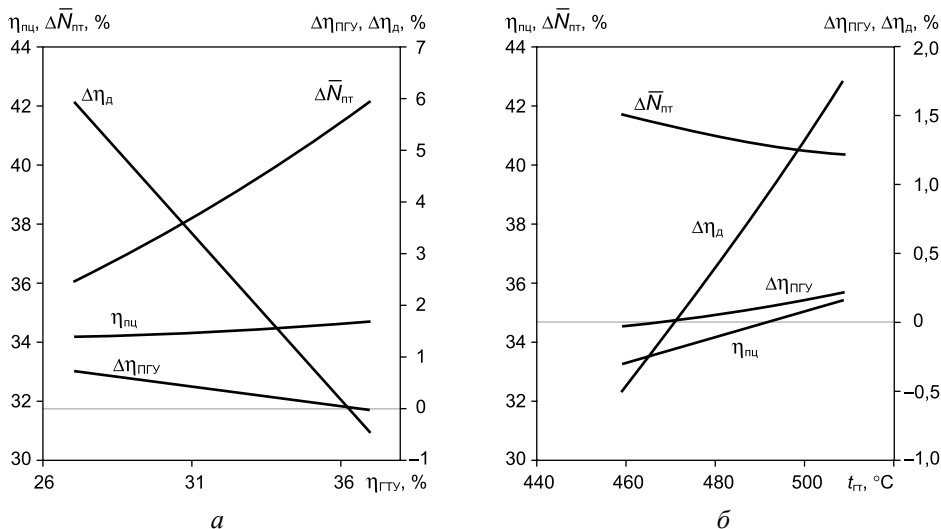 ηпц, ΔN̅пт, %
ΔηПГУ, Δηд, %
44
42
40
38
36
34
32
30
7
6
5
4
3
2
1
0
–1
26
31
36
ηГТУ, %
Δηд
ΔN̅пт
ηпц
ΔηПГУ
а
ηпц, ΔN̅пт, %
ΔηПГУ, Δηд, %
44
42
40
38
36
34
32
30
2,0
1,5
1,0
0,5
0
–0,5
–1,0
440
460
480
500
tгт, °C
ΔN̅пт
Δηд
ΔηПГУ
ηпц
б